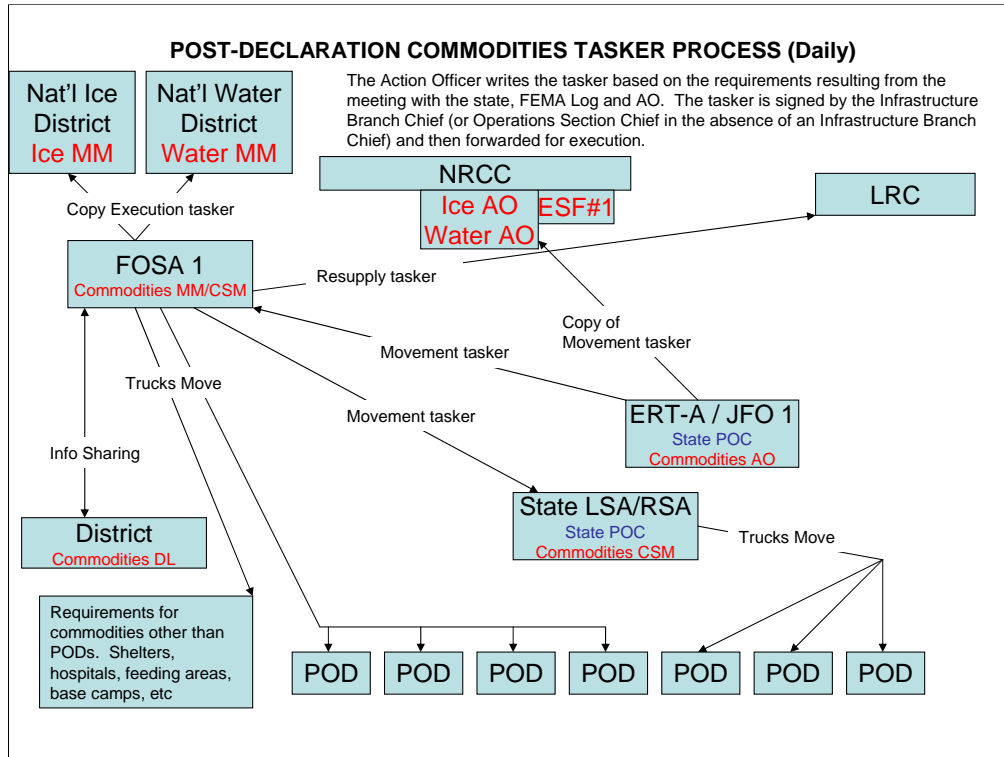 POST-DECLARATION COMMODITIES TASKER PROCESS (Daily)
The Action Officer writes the tasker based on the requirements resulting from the
meeting with the state, FEMA Log and AO.  The tasker is signed by the Infrastructure
Branch Chief (or Operations Section Chief in the absence of an Infrastructure Branch
Chief) and then forwarded for execution.
Nat'l Ice
District
Ice MM
Nat'l Water
District
Water MM
NRCC
Ice AO
Water AO
ESF#1
LRC
Copy Execution tasker
FOSA 1
Commodities MM/CSM
Resupply tasker
Copy of
Movement tasker
Movement tasker
Trucks Move
Movement tasker
ERT-A / JFO 1
State POC
Commodities AO
Info Sharing
State LSA/RSA
State POC
Commodities CSM
Trucks Move
District
Commodities DL
Requirements for
commodities other than
PODs.  Shelters,
hospitals, feeding areas,
base camps, etc
POD
POD
POD
POD
POD
POD
POD